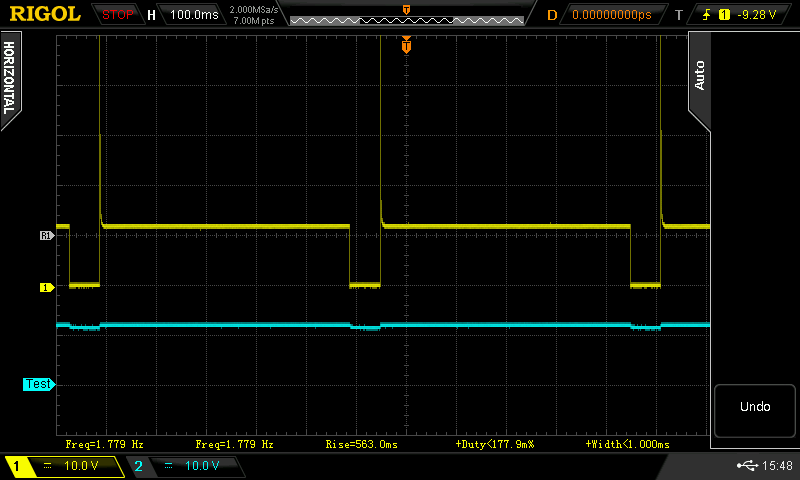 RIGOL STOP H 100.0ms 2.000MSa/s 7.00M pts T D 0.00000000ps T 1 -9.28 V
HORIZONTAL
T
Auto
R1
1
Test
Undo
Freq=1.779 Hz Freq=1.779 Hz Rise=563.0ms +Duty<177.9m% +Width<1.000ms
1 10.0 V 2 10.0 V 15:48